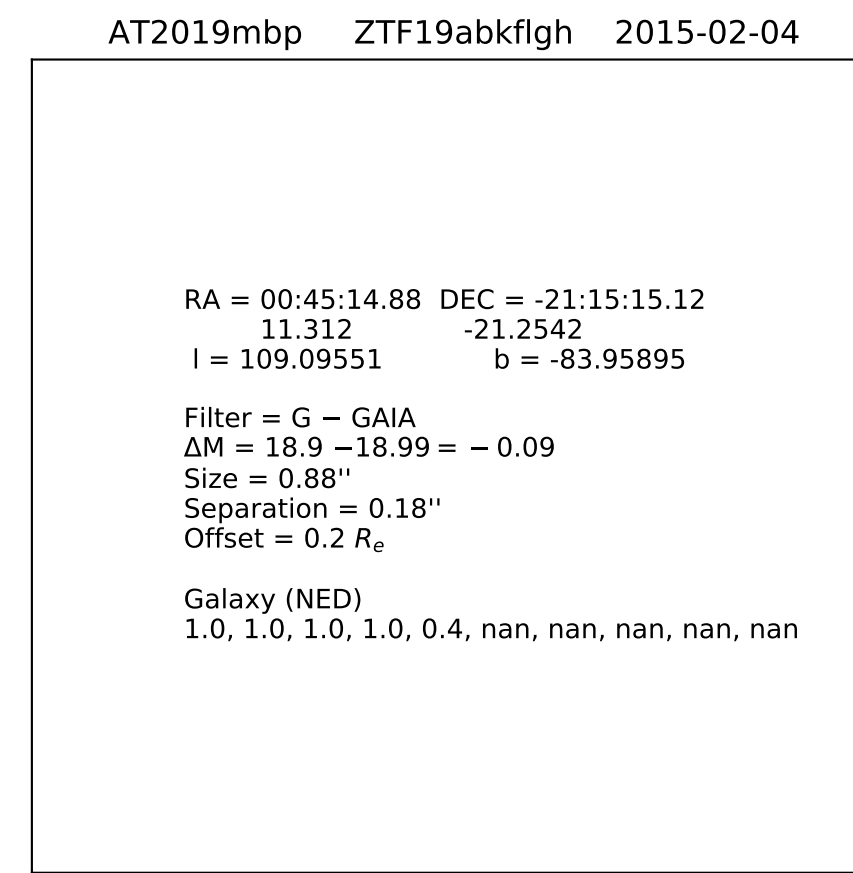 AT2019mbp ZTF19abkflgh 2015-02-04
RA = 00:45:14.88 DEC = -21:15:15.12
11.312 -21.2542
l = 109.09551 b = -83.95895
Filter = G − GAIA
ΔM = 18.9 −18.99 = − 0.09
Size = 0.88''
Separation = 0.18''
Offset = 0.2 Re
Galaxy (NED)
1.0, 1.0, 1.0, 1.0, 0.4, nan, nan, nan, nan, nan